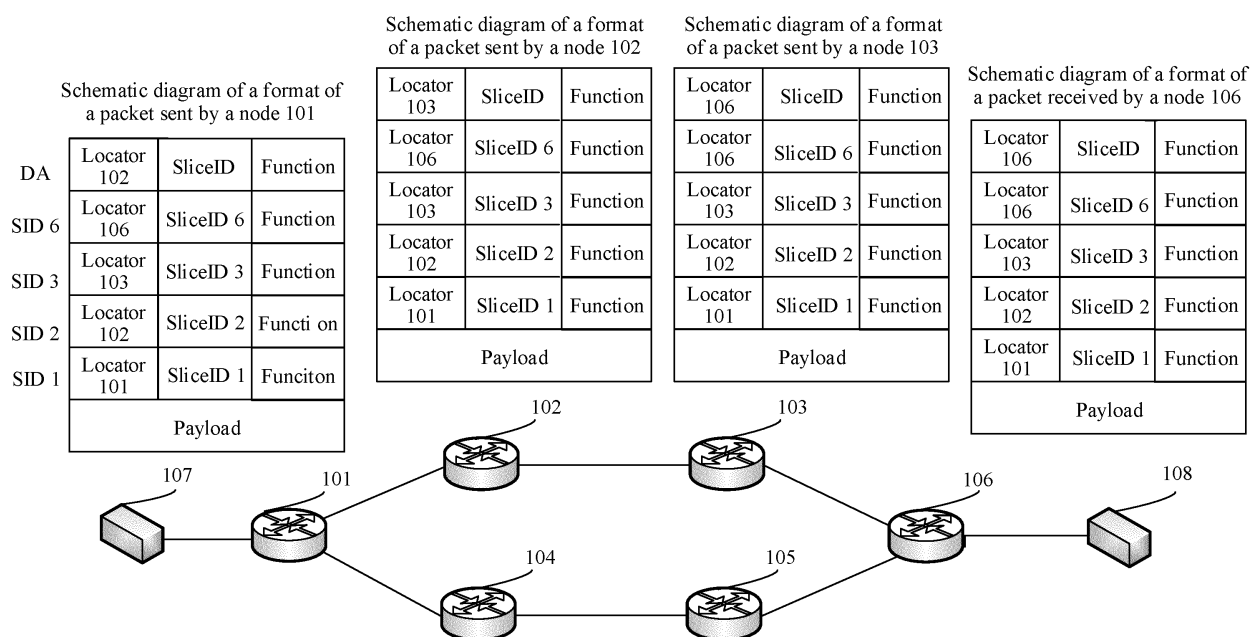 Schematic diagram of a format of
a packet sent by a node 101
DA
Locator 102
SliceID
Function
SID 6
Locator 106
SliceID 6
Function
SID 3
Locator 103
SliceID 3
Function
SID 2
Locator 102
SliceID 2
Functi on
SID 1
Locator 101
SliceID 1
Funciton
Payload
Schematic diagram of a format
of a packet sent by a node 102
Locator 103
SliceID
Function
Locator 106
SliceID 6
Function
Locator 103
SliceID 3
Function
Locator 102
SliceID 2
Function
Locator 101
SliceID 1
Function
Payload
Schematic diagram of a format
of a packet sent by a node 103
Locator 106
SliceID
Function
Locator 106
SliceID 6
Function
Locator 103
SliceID 3
Function
Locator 102
SliceID 2
Function
Locator 101
SliceID 1
Function
Payload
Schematic diagram of a format of
a packet received by a node 106
Locator 106
SliceID
Function
Locator 106
SliceID 6
Function
Locator 103
SliceID 3
Function
Locator 102
SliceID 2
Function
Locator 101
SliceID 1
Function
Payload
107
101
102
103
106
108
104
105